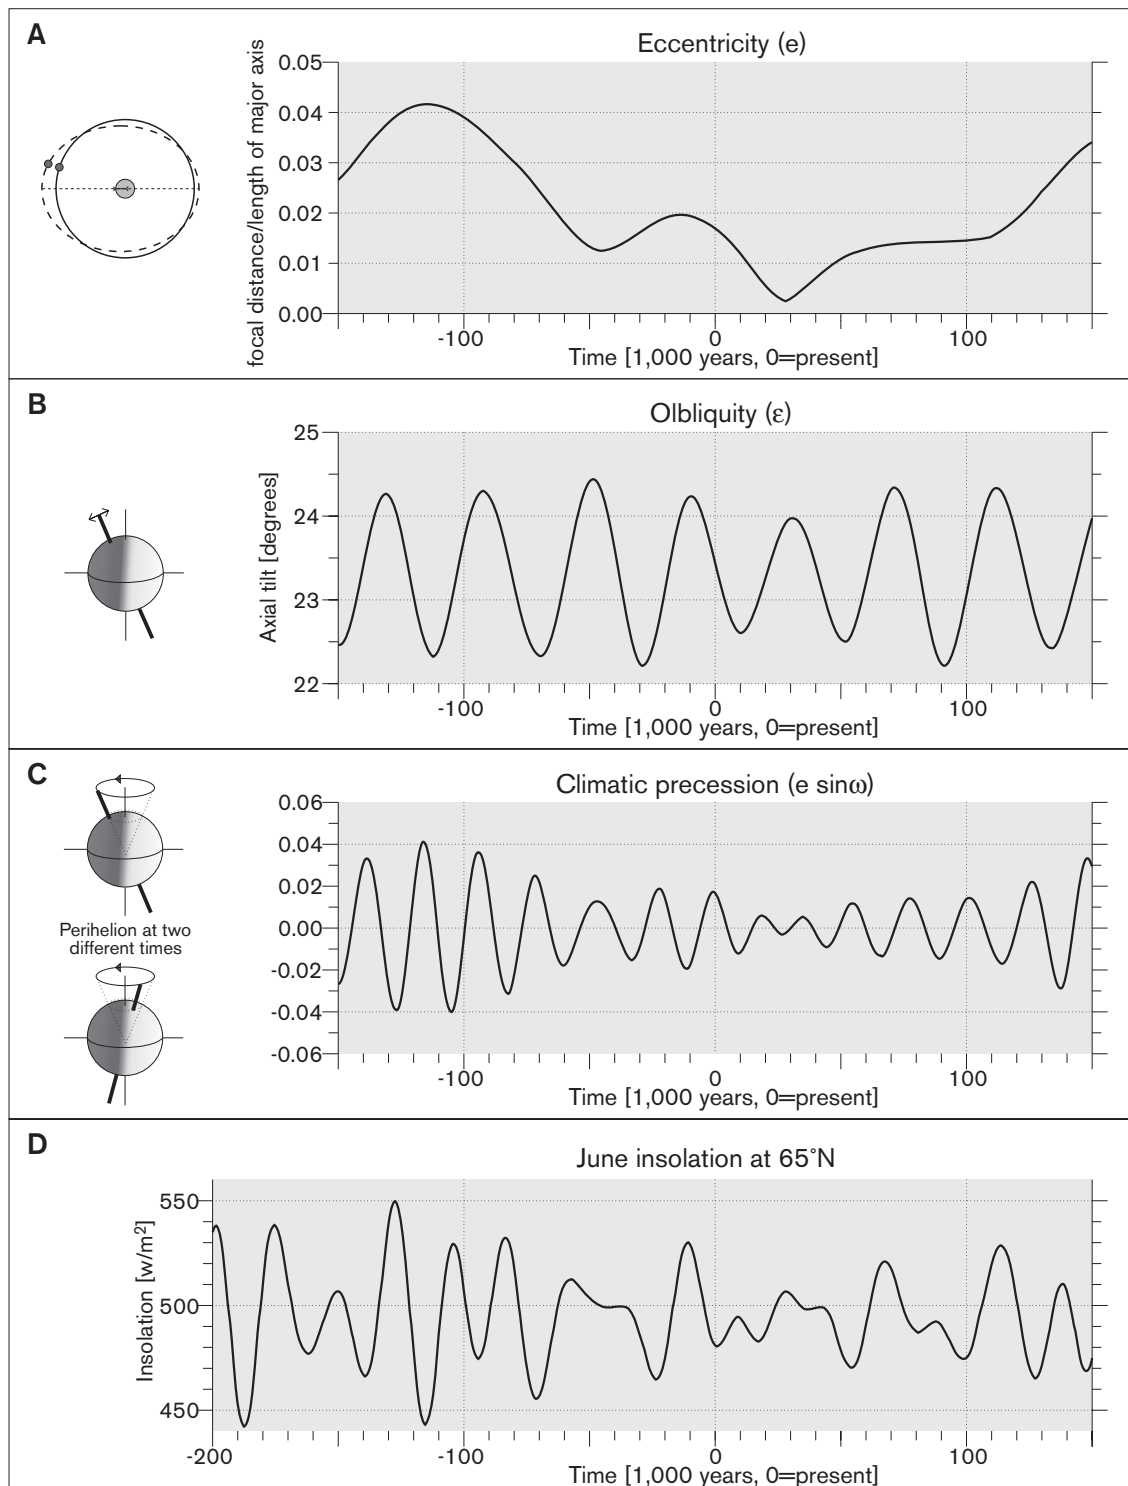 A
Eccentricity (e)
focal distance/length of major axis
0.05
0.04
0.03
0.02
0.01
0.00
-100
0
100
Time [1,000 years, 0=present]
B
Olbliquity (ε)
Axial tilt [degrees]
25
24
23
22
-100
0
100
Time [1,000 years, 0=present]
C
Climatic precession (e sinω)
0.06
0.04
0.02
0.00
-0.02
-0.04
-0.06
Perihelion at two
different times
-100
0
100
Time [1,000 years, 0=present]
D
June insolation at 65°N
Insolation [w/m²]
550
500
450
-200
-100
0
100
Time [1,000 years, 0=present]